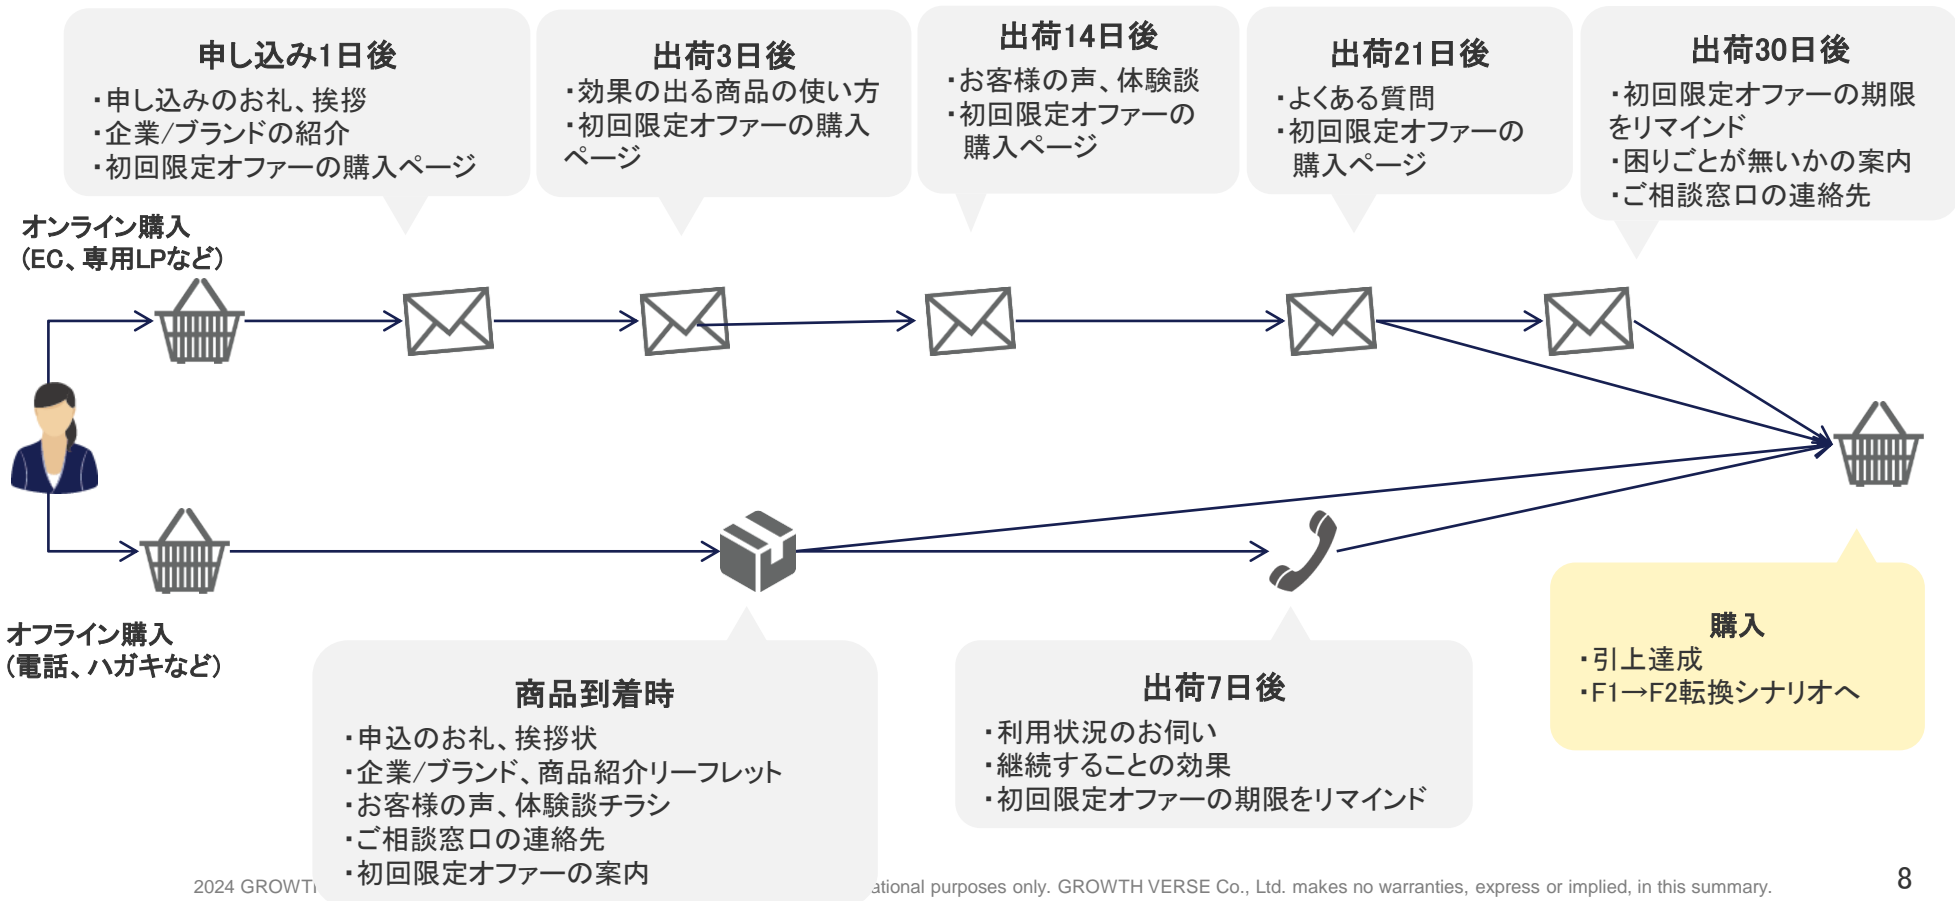 申し込み1日後
・申し込みのお礼、挨拶
・企業/ブランドの紹介
・初回限定オファーの購入ページ
出荷3日後
・効果の出る商品の使い方
・初回限定オファーの購入
ページ
出荷14日後
・お客様の声、体験談
・初回限定オファーの
購入ページ
出荷21日後
・よくある質問
・初回限定オファーの
購入ページ
出荷30日後
・初回限定オファーの期限
をリマインド
・困りごとが無いかの案内
・ご相談窓口の連絡先
オンライン購入
(EC、専用LPなど)
オフライン購入
(電話、ハガキなど)
商品到着時
・申込のお礼、挨拶状
・企業/ブランド、商品紹介リーフレット
・お客様の声、体験談チラシ
・ご相談窓口の連絡先
・初回限定オファーの案内
出荷7日後
・利用状況のお伺い
・継続することの効果
・初回限定オファーの期限をリマインド
購入
・引上達成
・F1→F2転換シナリオへ
2024 GROWT ational purposes only. GROWTH VERSE Co., Ltd. makes no warranties, express or implied, in this summary.
8